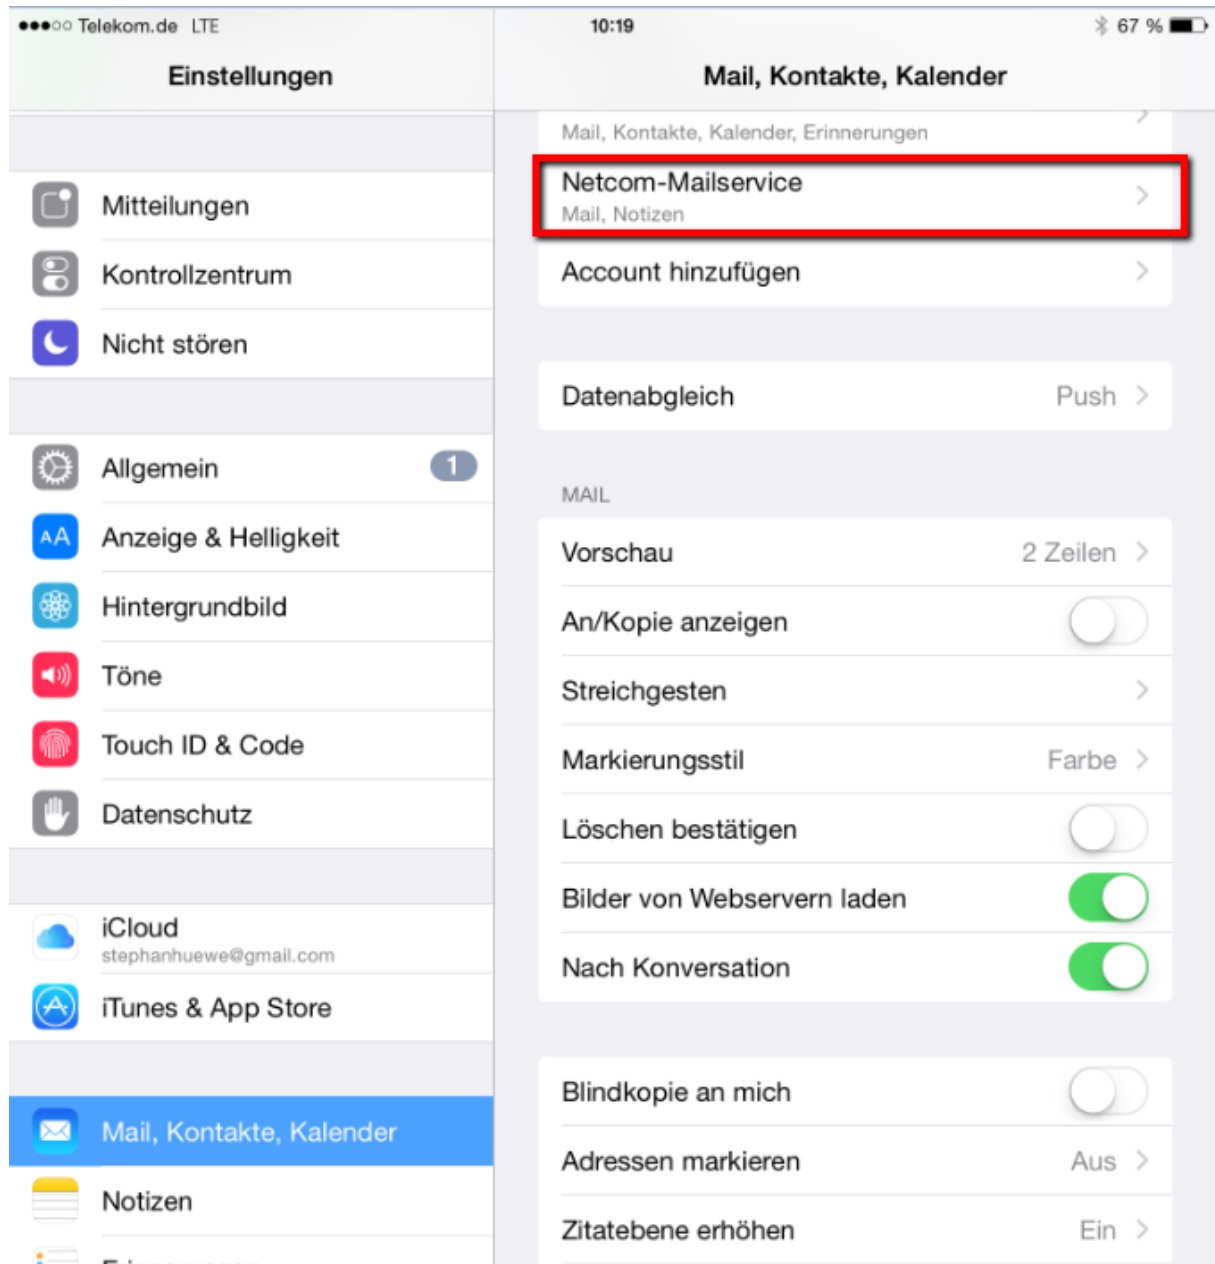 Telekom.de LTE
10:19
67 %
Einstellungen
Mitteilungen
Kontrollzentrum
Nicht stören
Allgemein
1
Anzeige & Helligkeit
Hintergrundbild
Töne
Touch ID & Code
Datenschutz
iCloud
stephanhuewe@gmail.com
iTunes & App Store
Mail, Kontakte, Kalender
Notizen
Mail, Kontakte, Kalender
Mail, Kontakte, Kalender, Erinnerungen
Netcom-Mailservice
Mail, Notizen
Account hinzufügen
Datenabgleich Push
MAIL
Vorschau 2 Zeilen
An/Kopie anzeigen
Streichgesten
Markierungsstil Farbe
Löschen bestätigen
Bilder von Webservern laden
Nach Konversation
Blindkopie an mich
Adressen markieren Aus
Zitatebene erhöhen Ein